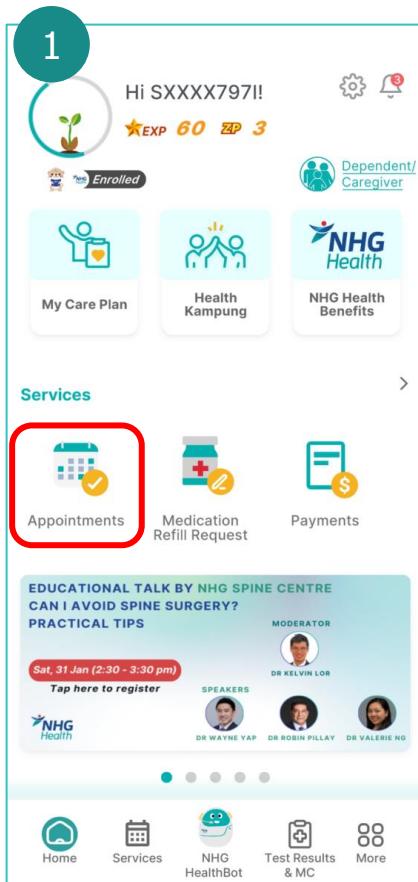 1
Hi SXXXX797I!
3
EXP 60 ZP 3
Enrolled
Dependent/
Caregiver
NHG
Health
My Care Plan
Health
Kampung
NHG Health
Benefits
Services
Appointments
Medication
Refill Request
Payments
EDUCATIONAL TALK BY NHG SPINE CENTRE
CAN I AVOID SPINE SURGERY?
PRACTICAL TIPS
MODERATOR
DR KELVIN LOR
Sat, 31 Jan (2:30 - 3:30 pm)
Tap here to register
SPEAKERS
NHG
Health
DR WAYNE YAP
DR ROBIN PILLAY
DR VALERIE NG
Home
Services
NHG
HealthBot
Test Results
& MC
More